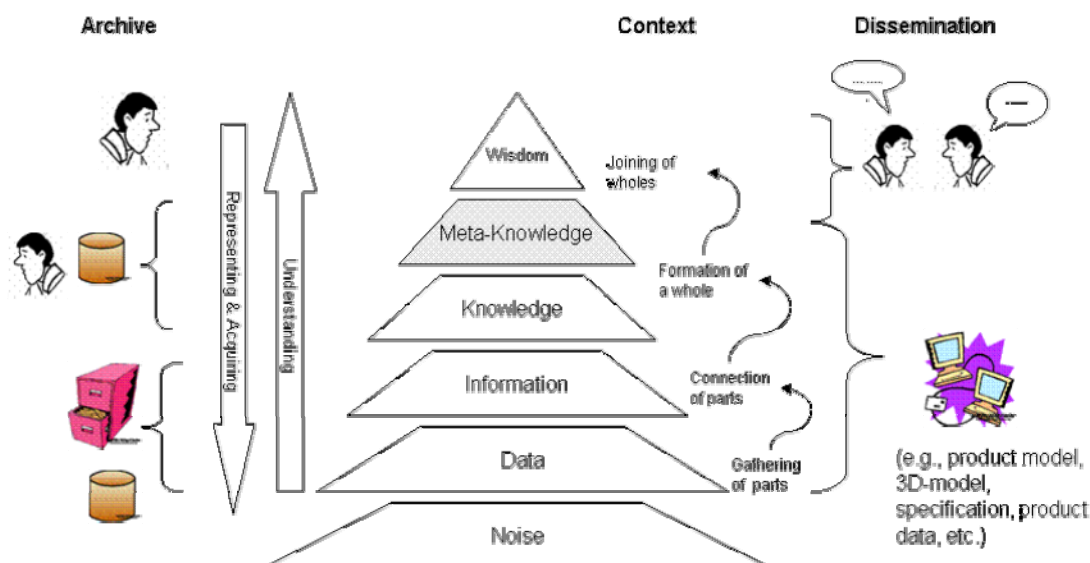 Archive
Context
Dissemination
......
Wisdom
Joining of
wholes
Representing & Acquiring
Understanding
Meta-Knowledge
Formation of
a whole
Knowledge
Information
Connection
of parts
Data
Gathering
of parts
(e.g., product model,
3D-model,
specification, product
data, etc.)
Noise